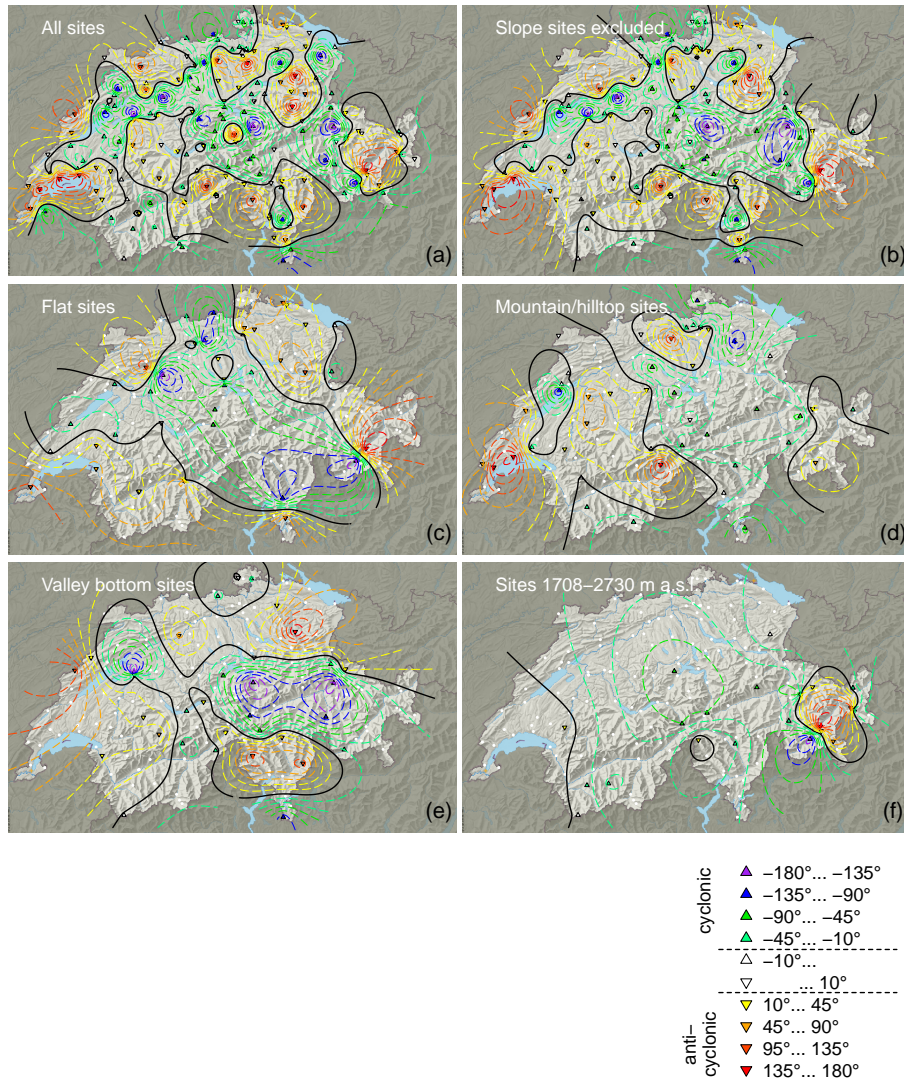 All sites
(a)
Slope sites excluded
(b)
Flat sites
(c)
Mountain/hilltop sites
(d)
Valley bottom sites
(e)
Sites 1708–2730 m a.s.l.
(f)
cyclonic
−180°... −135°
−135°... −90°
−90°... −45°
−45°... −10°
−10°...
... 10°
anti−
cyclonic
10°... 45°
45°... 90°
95°... 135°
135°... 180°